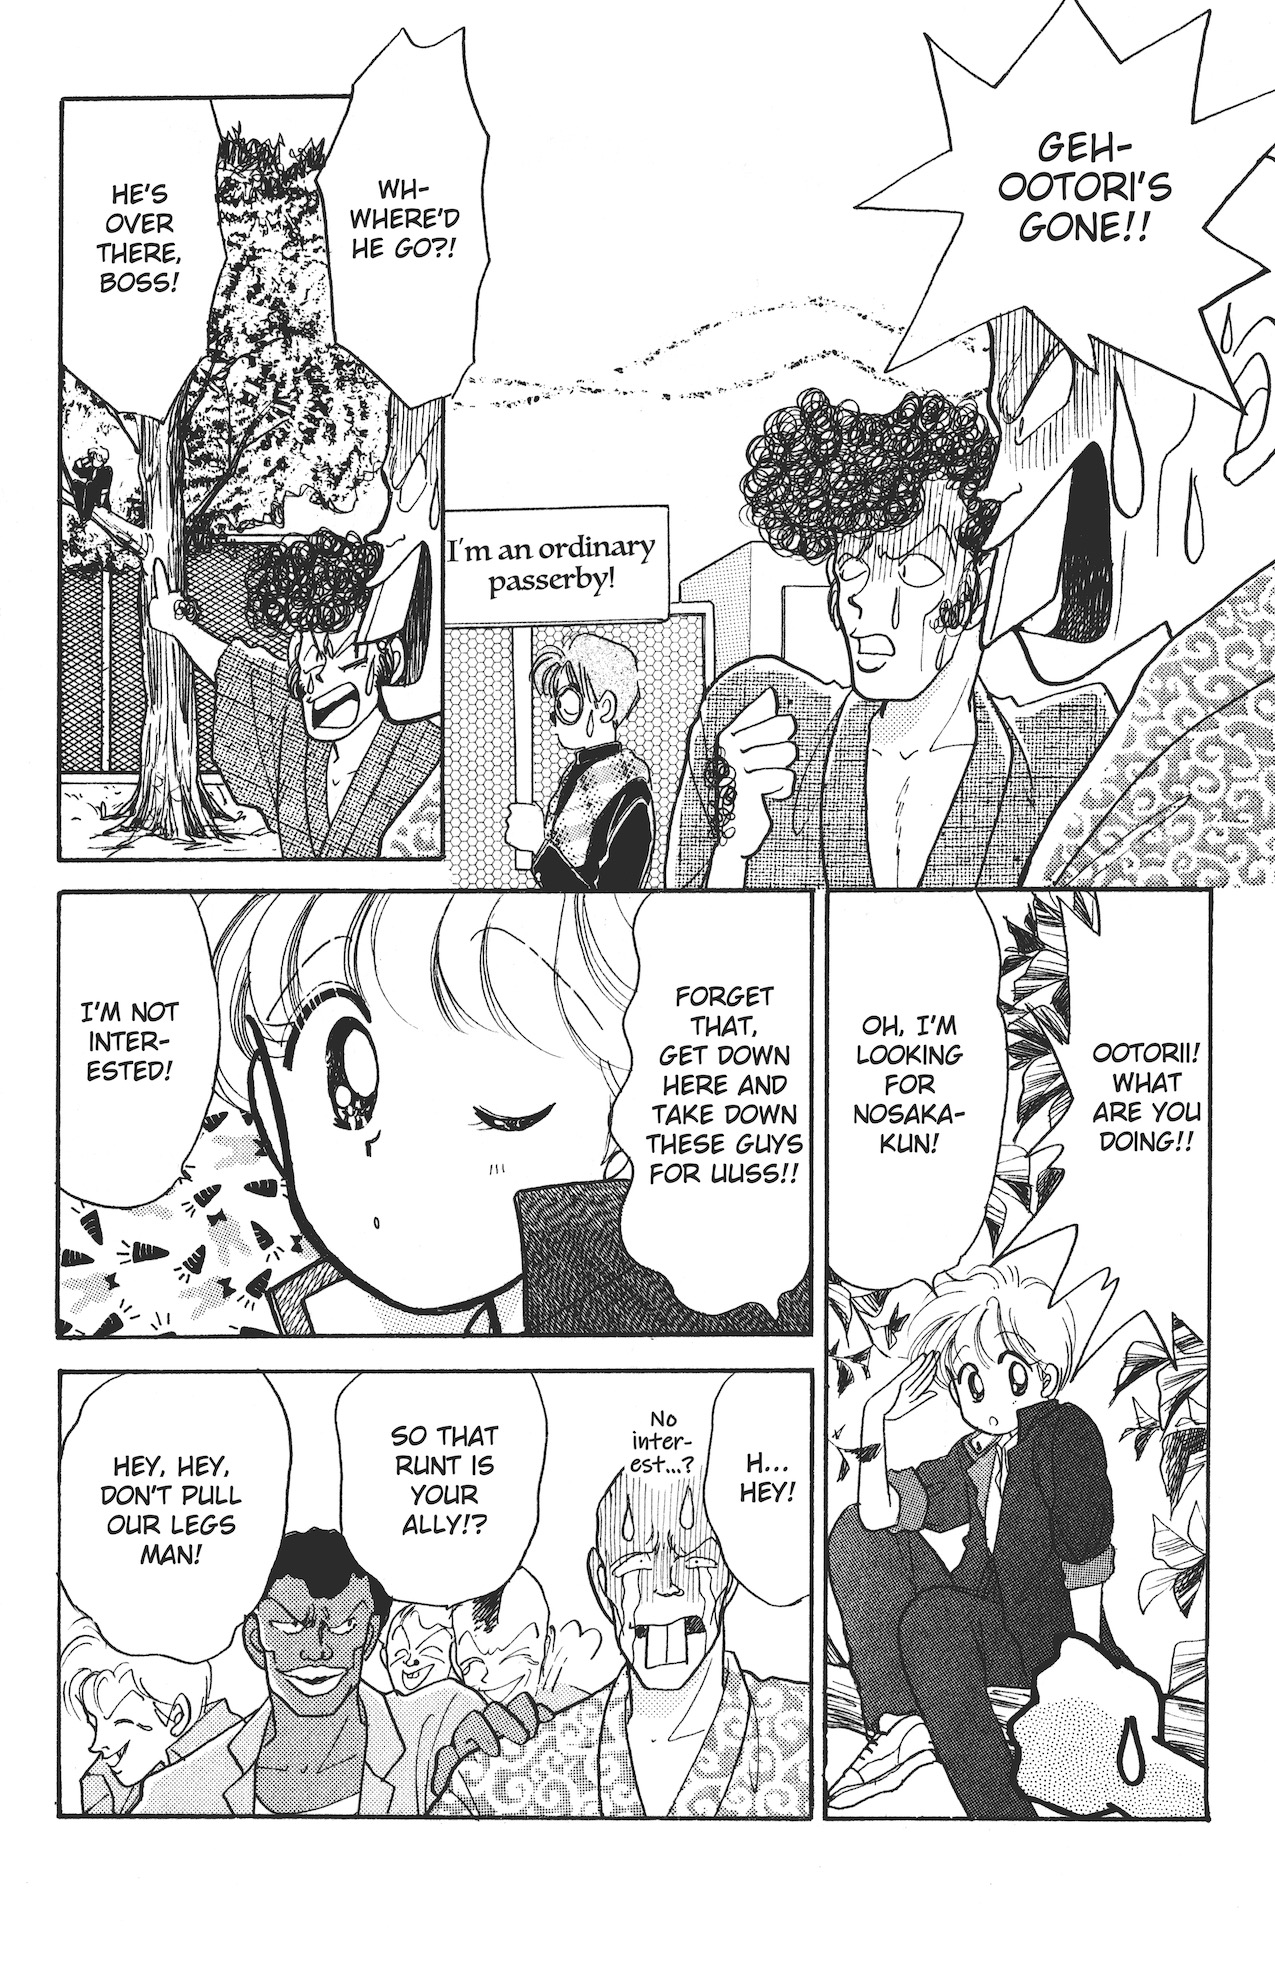 GEH-
OOTORI'S
GONE!!
I'm an ordinary
passerby!
WH-
WHERE'D
HE GO?!
HE'S
OVER
THERE,
BOSS!
OOTORII!
WHAT
ARE YOU
DOING!!
OH, I'M
LOOKING
FOR
NOSAKA-
KUN!
FORGET
THAT,
GET DOWN
HERE AND
TAKE DOWN
THESE GUYS
FOR UUSS!!
I'M NOT
INTER-
ESTED!
H...
HEY!
No
inter-
est...?
SO THAT
RUNT IS
YOUR
ALLY!?
HEY, HEY,
DON'T PULL
OUR LEGS
MAN!